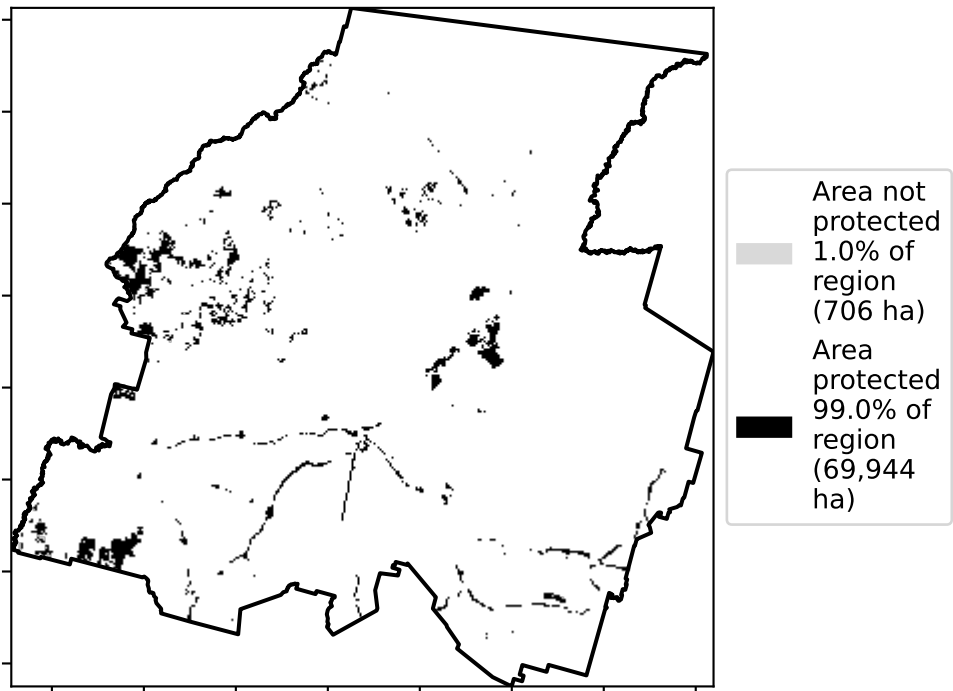 Area not
protected
1.0% of
region
(706 ha)
Area
protected
99.0% of
region
(69,944
ha)